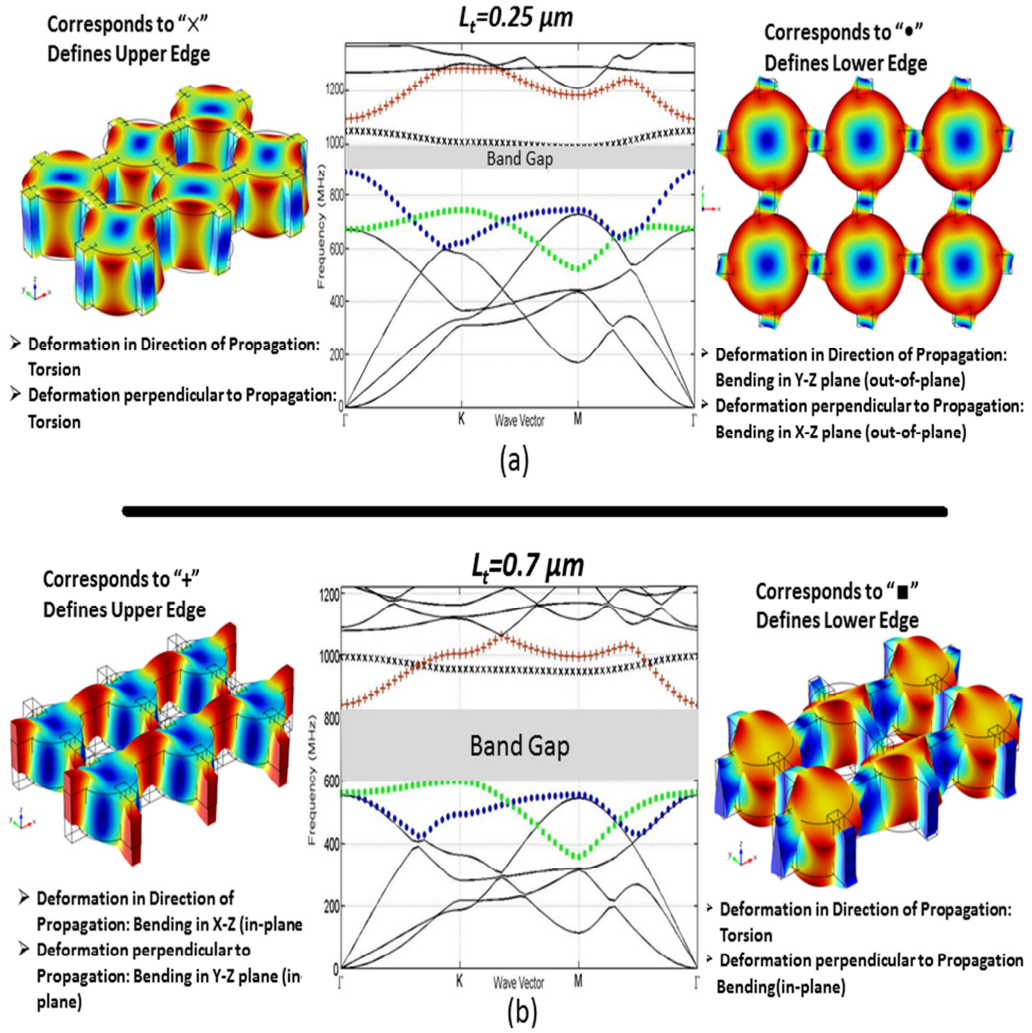 Corresponds to “×”
Defines Upper Edge
Lt=0.25 μm
Corresponds to “•”
Defines Lower Edge
Frequency (MHz)
1200
1000
800
600
400
200
0
Band Gap
Γ
K
Wave Vector
M
Γ
z
y
x
➤ Deformation in Direction of Propagation:
Torsion
➤ Deformation perpendicular to Propagation:
Torsion
➤ Deformation in Direction of Propagation:
Bending in Y-Z plane (out-of-plane)
➤ Deformation perpendicular to Propagation:
Bending in X-Z plane (out-of-plane)
(a)
Corresponds to “+”
Defines Upper Edge
Lt=0.7 μm
Corresponds to “■”
Defines Lower Edge
Frequency (MHz)
1200
1000
800
600
400
200
0
Band Gap
Γ
K
Wave Vector
M
Γ
z
y
x
z
y
x
➤ Deformation in Direction of
Propagation: Bending in X-Z (in-plane
➤ Deformation perpendicular to
Propagation: Bending in Y-Z plane (in-
plane)
➤ Deformation in Direction of Propagation:
Torsion
➤ Deformation perpendicular to Propagation
Bending(in-plane)
(b)